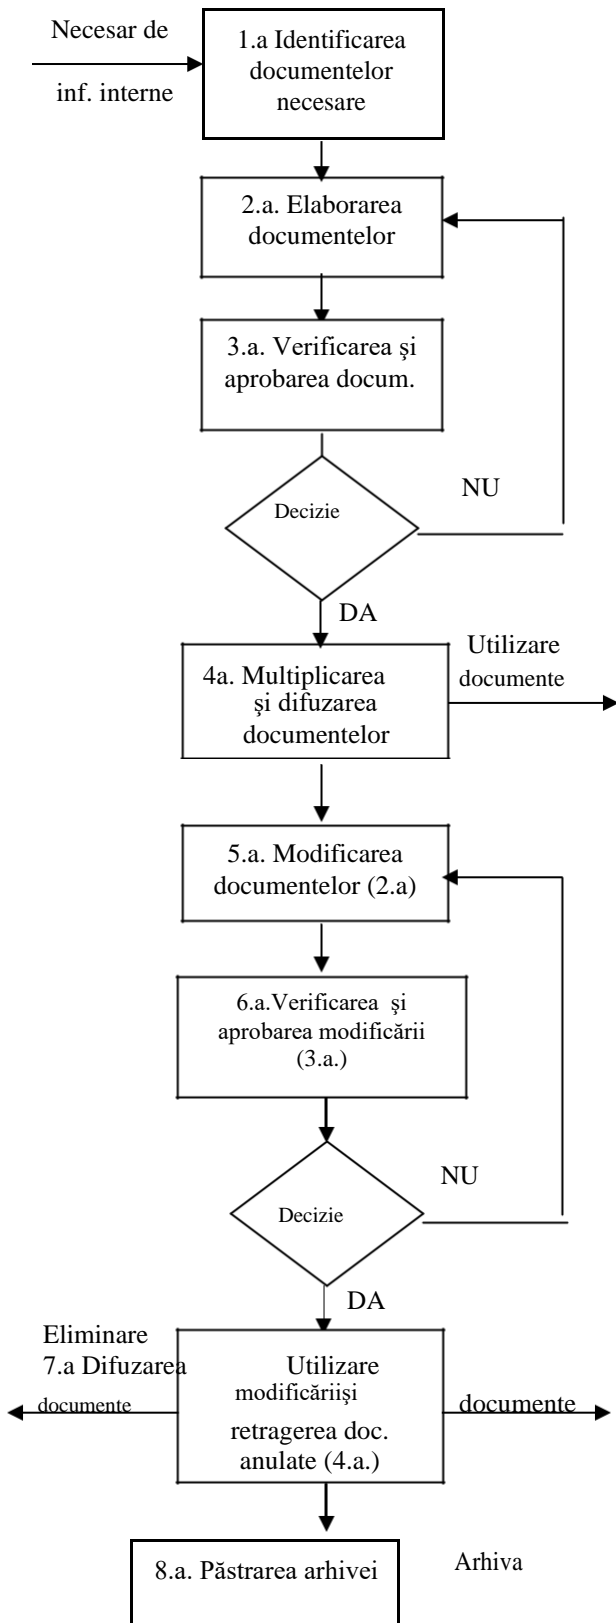 Necesar de
inf. interne
1.a Identificarea
documentelor
necesare
2.a. Elaborarea
documentelor
3.a. Verificarea şi
aprobarea docum.
Decizie
NU
DA
4a. Multiplicarea
şi difuzarea
documentelor
Utilizare
documente
5.a. Modificarea
documentelor (2.a)
6.a.Verificarea şi
aprobarea modificării
(3.a.)
Decizie
NU
DA
Eliminare
7.a Difuzarea
documente
Utilizare
modificăriişi
retragerea doc.
anulate (4.a.)
documente
8.a. Păstrarea arhivei
Arhiva